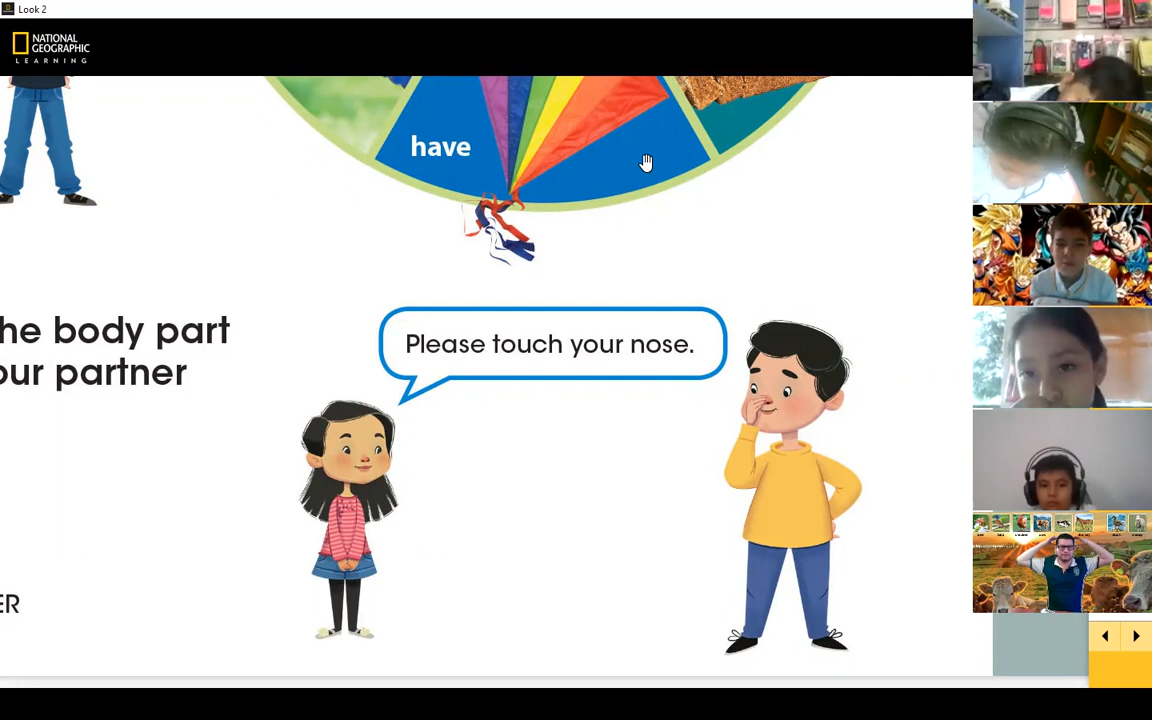 Look 2
NATIONAL
GEOGRAPHIC
LEARNING
have
he body part
our partner
Please touch your nose.
ER